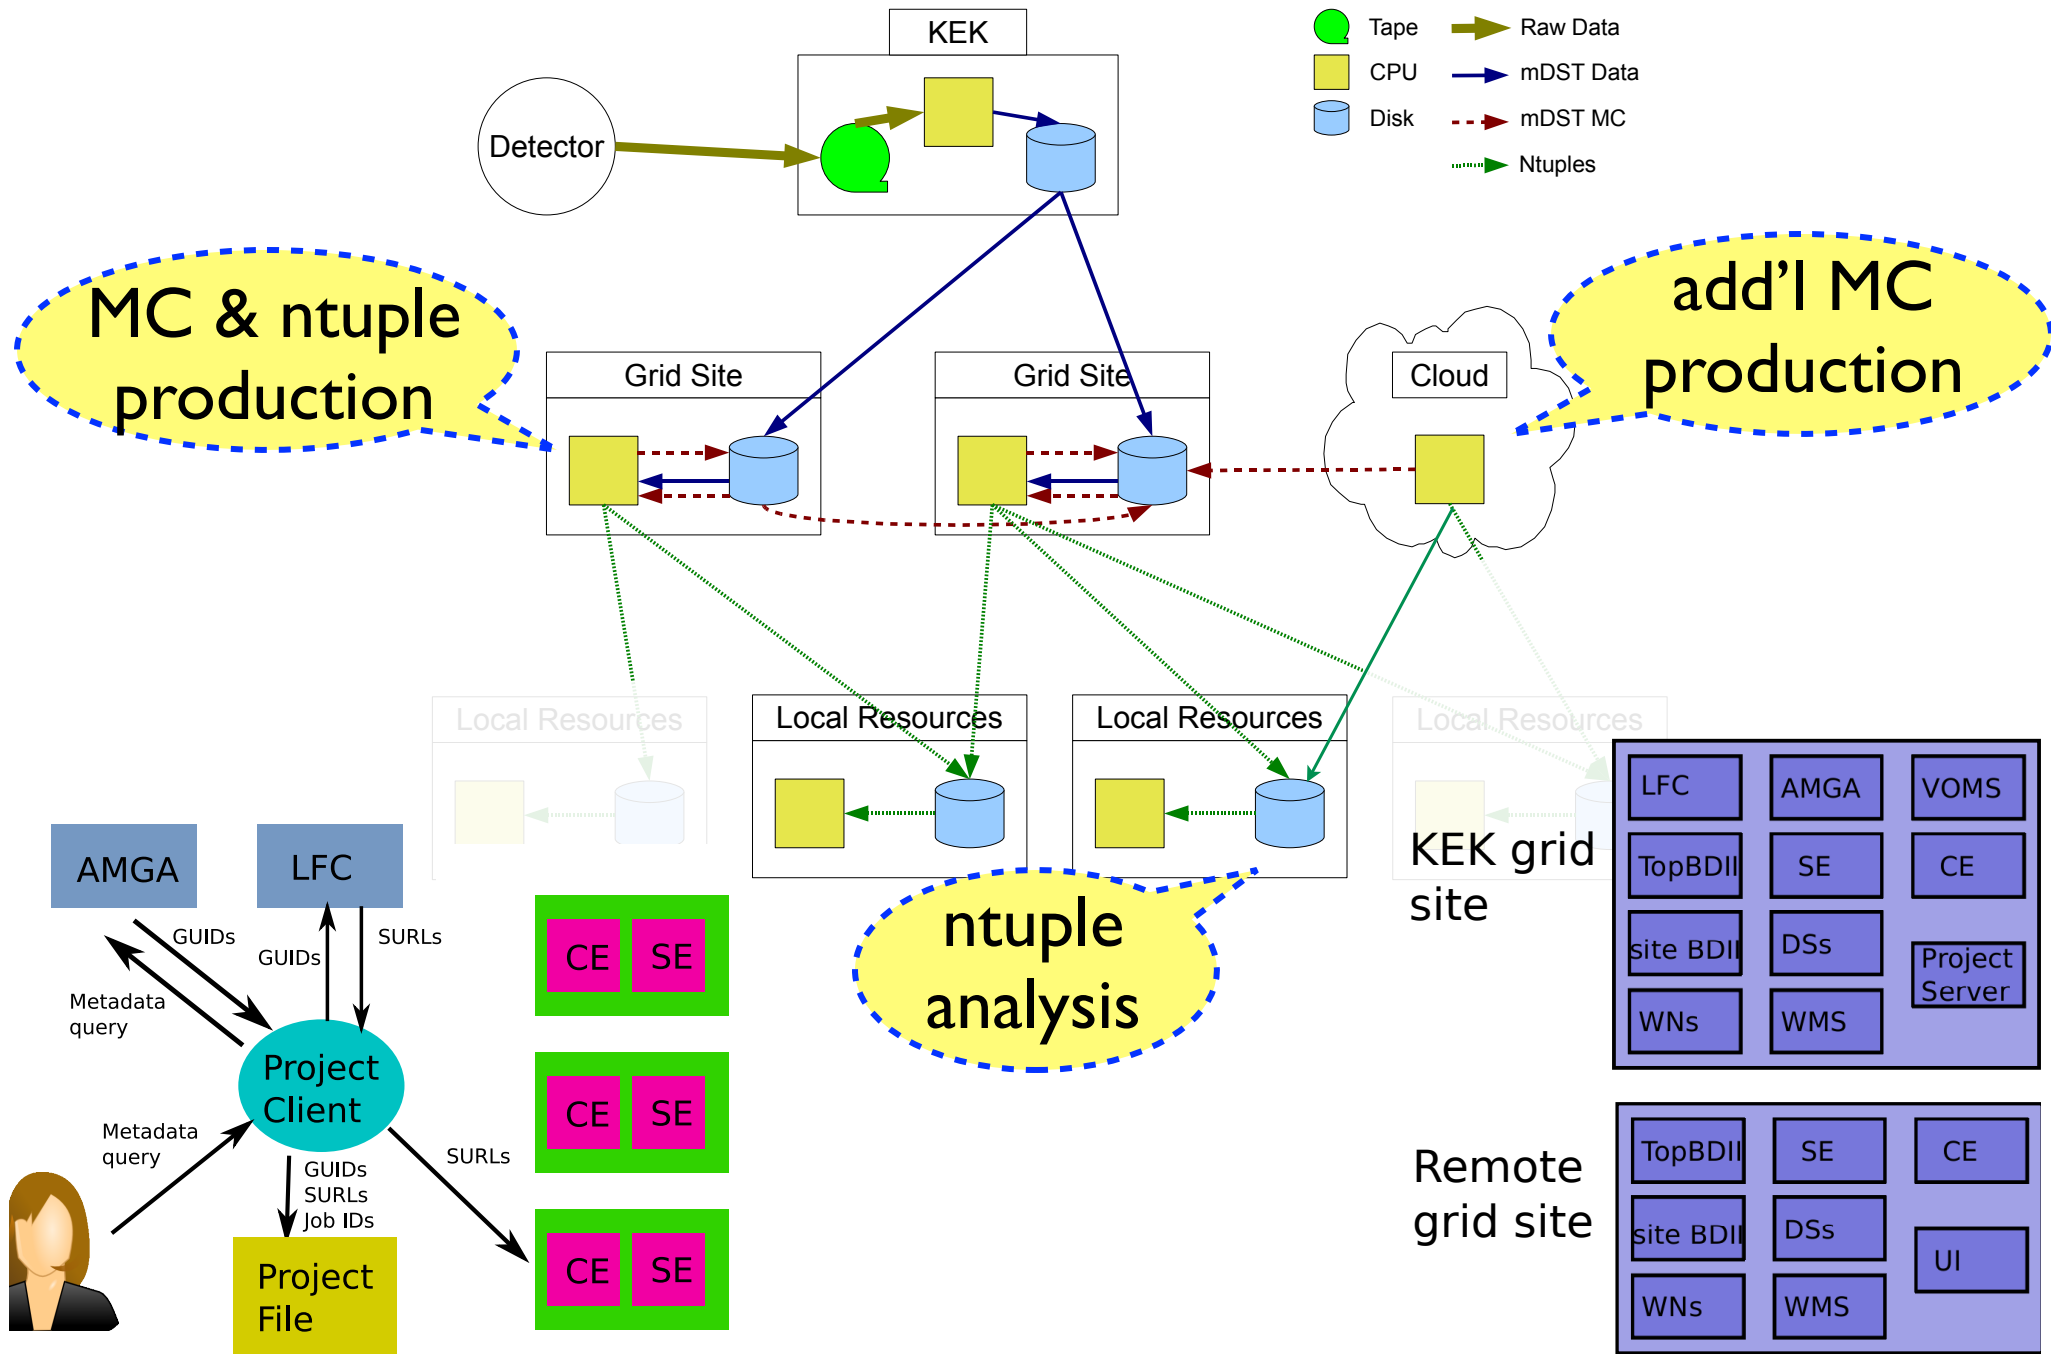 KEK
Tape
Raw Data
CPU
mDST Data
Disk
mDST MC
Ntuples
Detector
MC & ntuple
production
add'l MC
production
Grid Site
Grid Site
Cloud
Local Resources
Local Resources
Local Resources
Local Resources
ntuple
analysis
AMGA
LFC
GUIDs
GUIDs
SURLs
Metadata
query
Project
Client
Metadata
query
GUIDs
SURLs
Job IDs
SURLs
Project
File
CE
SE
CE
SE
CE
SE
KEK grid
site
LFC
AMGA
VOMS
TopBDII
SE
CE
site BDII
DSs
Project
Server
WNs
WMS
Remote
grid site
TopBDII
SE
CE
site BDII
DSs
UI
WNs
WMS